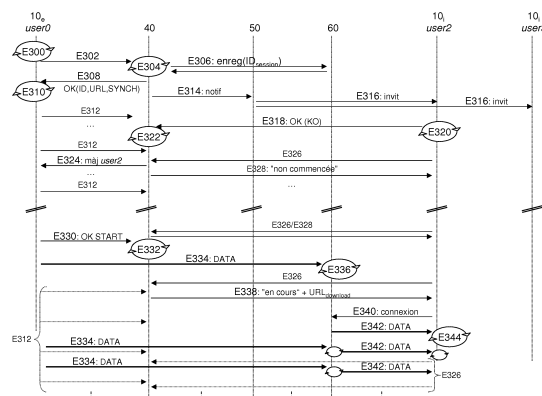 10e 40 50 60 10i 10i
user0 user2 user
E300
E302
E304
E306: enreg(IDsession)
E308
E310
OK(ID,URL,SYNCH)
E314: notif
E316: invit
E316: invit
E312
...
E318: OK (KO)
E320
E322
E312
E326
E324: màj user2
E328: "non commencée"
...
...
E312
E326/E328
E330: OK START
E332
E334: DATA
E336
E326
E338: "en cours" + URLdownload
E340: connexion
E342: DATA
E344
E312
E334: DATA
E342: DATA
E334: DATA
E342: DATA
E326